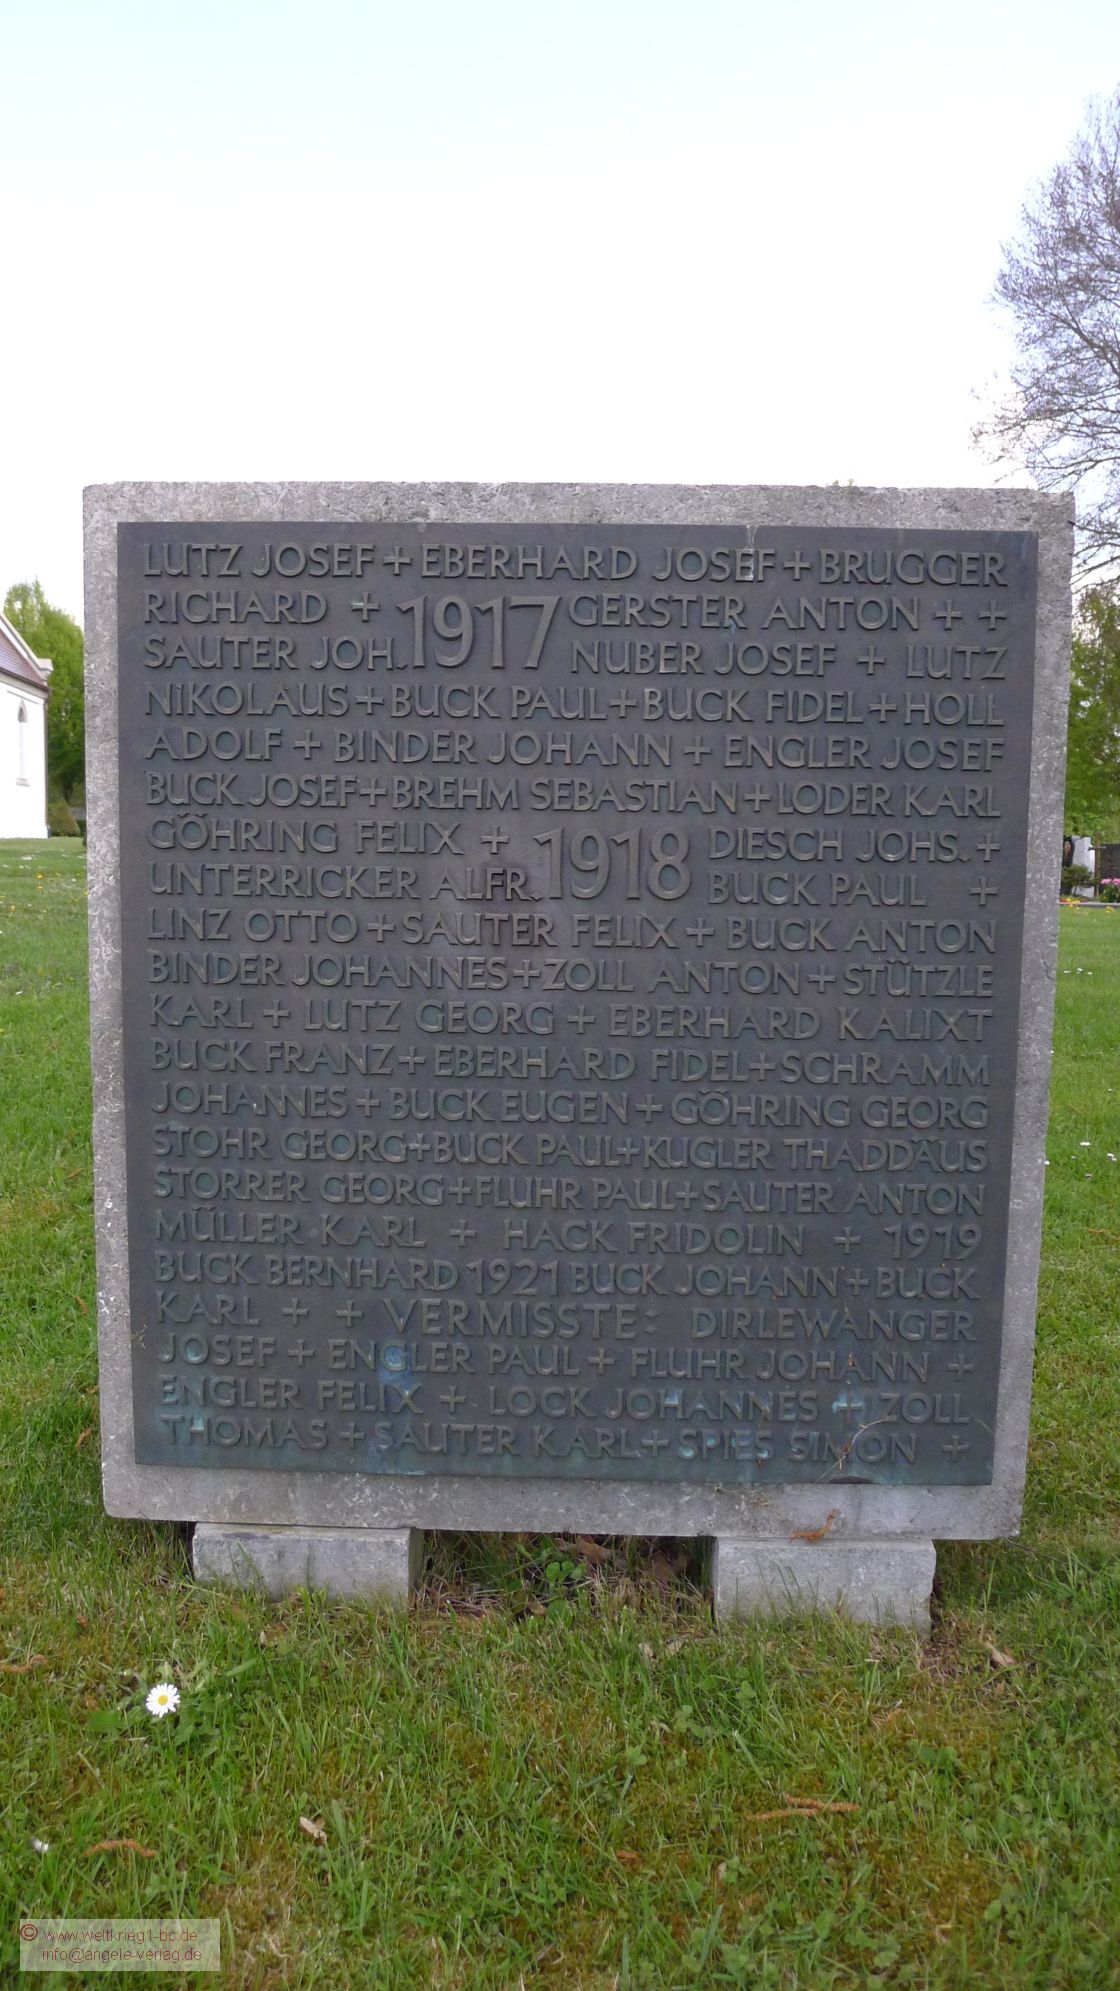 LUTZ JOSEF + EBERHARD JOSEF + BRUGGER
RICHARD + 1917 GERSTER ANTON + +
SAUTER JOH. NUBER JOSEF + LUTZ
NIKOLAUS + BUCK PAUL + BUCK FIDEL + HOLL
ADOLF + BINDER JOHANN + ENGLER JOSEF
BUCK JOSEF + BREHM SEBASTIAN + LODER KARL
GÖHRING FELIX + 1918 DIESCH JOHS. +
UNTERRICKER ALFR. BUCK PAUL +
LINZ OTTO + SAUTER FELIX + BUCK ANTON
BINDER JOHANNES + ZOLL ANTON + STÜTZLE
KARL + LUTZ GEORG + EBERHARD KALIXT
BUCK FRANZ + EBERHARD FIDEL + SCHRAMM
JOHANNES + BUCK EUGEN + GÖHRING GEORG
STOHR GEORG + BUCK PAUL + KUGLER THADDÄUS
STORRER GEORG + FLUHR PAUL + SAUTER ANTON
MÜLLER KARL + HACK FRIDOLIN + 1919
BUCK BERNHARD 1921 BUCK JOHANN + BUCK
KARL + + VERMISSTE: DIRLEWANGER
JOSEF + ENGLER PAUL + FLUHR JOHANN +
ENGLER FELIX + LOCK JOHANNES + ZOLL
THOMAS + SAUTER KARL + SPIES SIMON +
© www.weltkrieg1-bc.de
info@angele-verlag.de